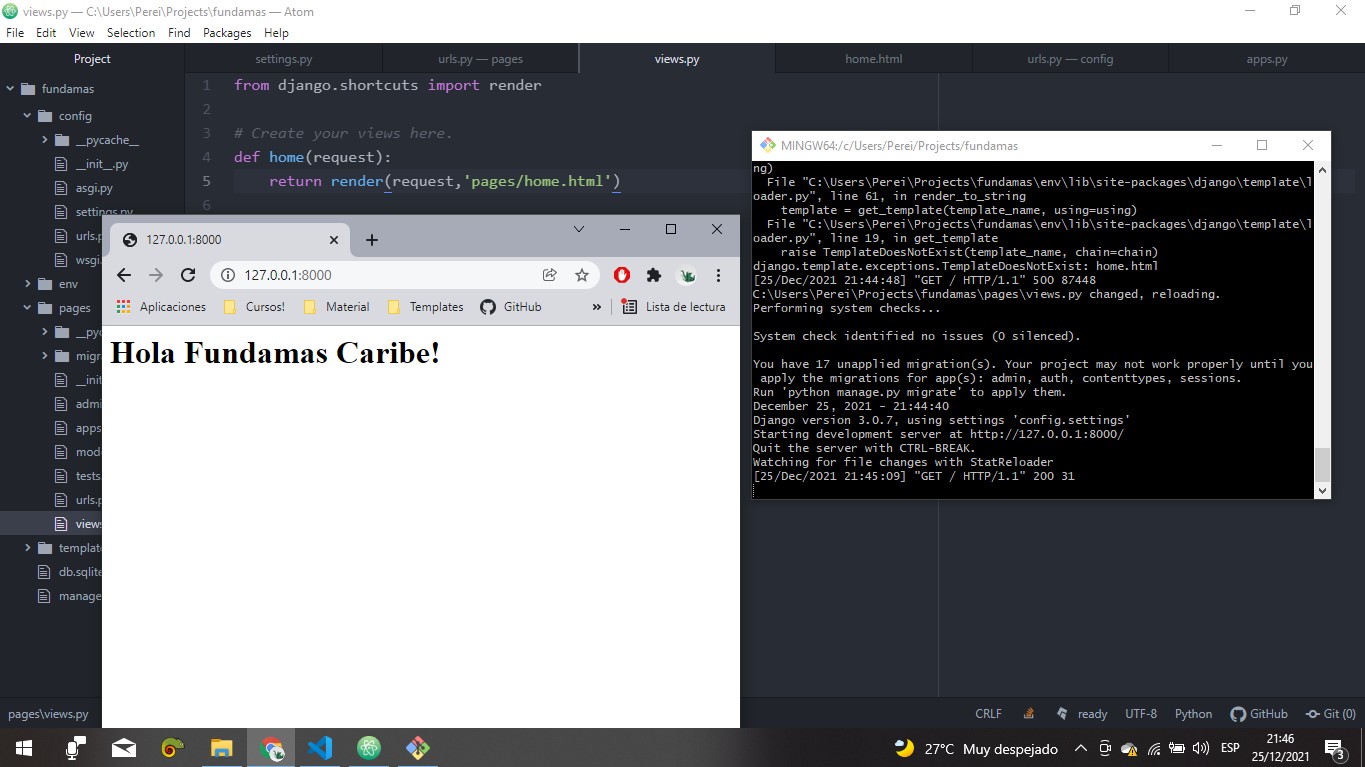 views.py — C:\Users\Perei\Projects\fundamas — Atom
File Edit View Selection Find Packages Help
Project
settings.py
urls.py — pages
views.py
home.html
urls.py — config
apps.py
fundamas
config
__pycache__
__init__.py
asgi.py
settings.py
urls.p
wsgi.
env
pages
__pyc
migra
__init
admi
apps
mode
tests
urls.p
views
template
db.sqlite
manage
1 from django.shortcuts import render
2
3 # Create your views here.
4 def home(request):
5 return render(request,'pages/home.html')
6
127.0.0.1:8000
127.0.0.1:8000
Aplicaciones Cursos! Material Templates GitHub » Lista de lectura
Hola Fundamas Caribe!
MINGW64:/c/Users/Perei/Projects/fundamas
ng)
File "C:\Users\Perei\Projects\fundamas\env\lib\site-packages\django\template\l
oader.py", line 61, in render_to_string
template = get_template(template_name, using=using)
File "C:\Users\Perei\Projects\fundamas\env\lib\site-packages\django\template\l
oader.py", line 19, in get_template
raise TemplateDoesNotExist(template_name, chain=chain)
django.template.exceptions.TemplateDoesNotExist: home.html
[25/Dec/2021 21:44:48] "GET / HTTP/1.1" 500 87448
C:\Users\Perei\Projects\fundamas\pages\views.py changed, reloading.
Performing system checks...
System check identified no issues (0 silenced).
You have 17 unapplied migration(s). Your project may not work properly until you
apply the migrations for app(s): admin, auth, contenttypes, sessions.
Run 'python manage.py migrate' to apply them.
December 25, 2021 - 21:44:40
Django version 3.0.7, using settings 'config.settings'
Starting development server at http://127.0.0.1:8000/
Quit the server with CTRL-BREAK.
Watching for file changes with StatReloader
[25/Dec/2021 21:45:09] "GET / HTTP/1.1" 200 31
pages\views.py
CRLF ready UTF-8 Python GitHub Git (0)
27°C Muy despejado
ESP
21:46
25/12/2021
3